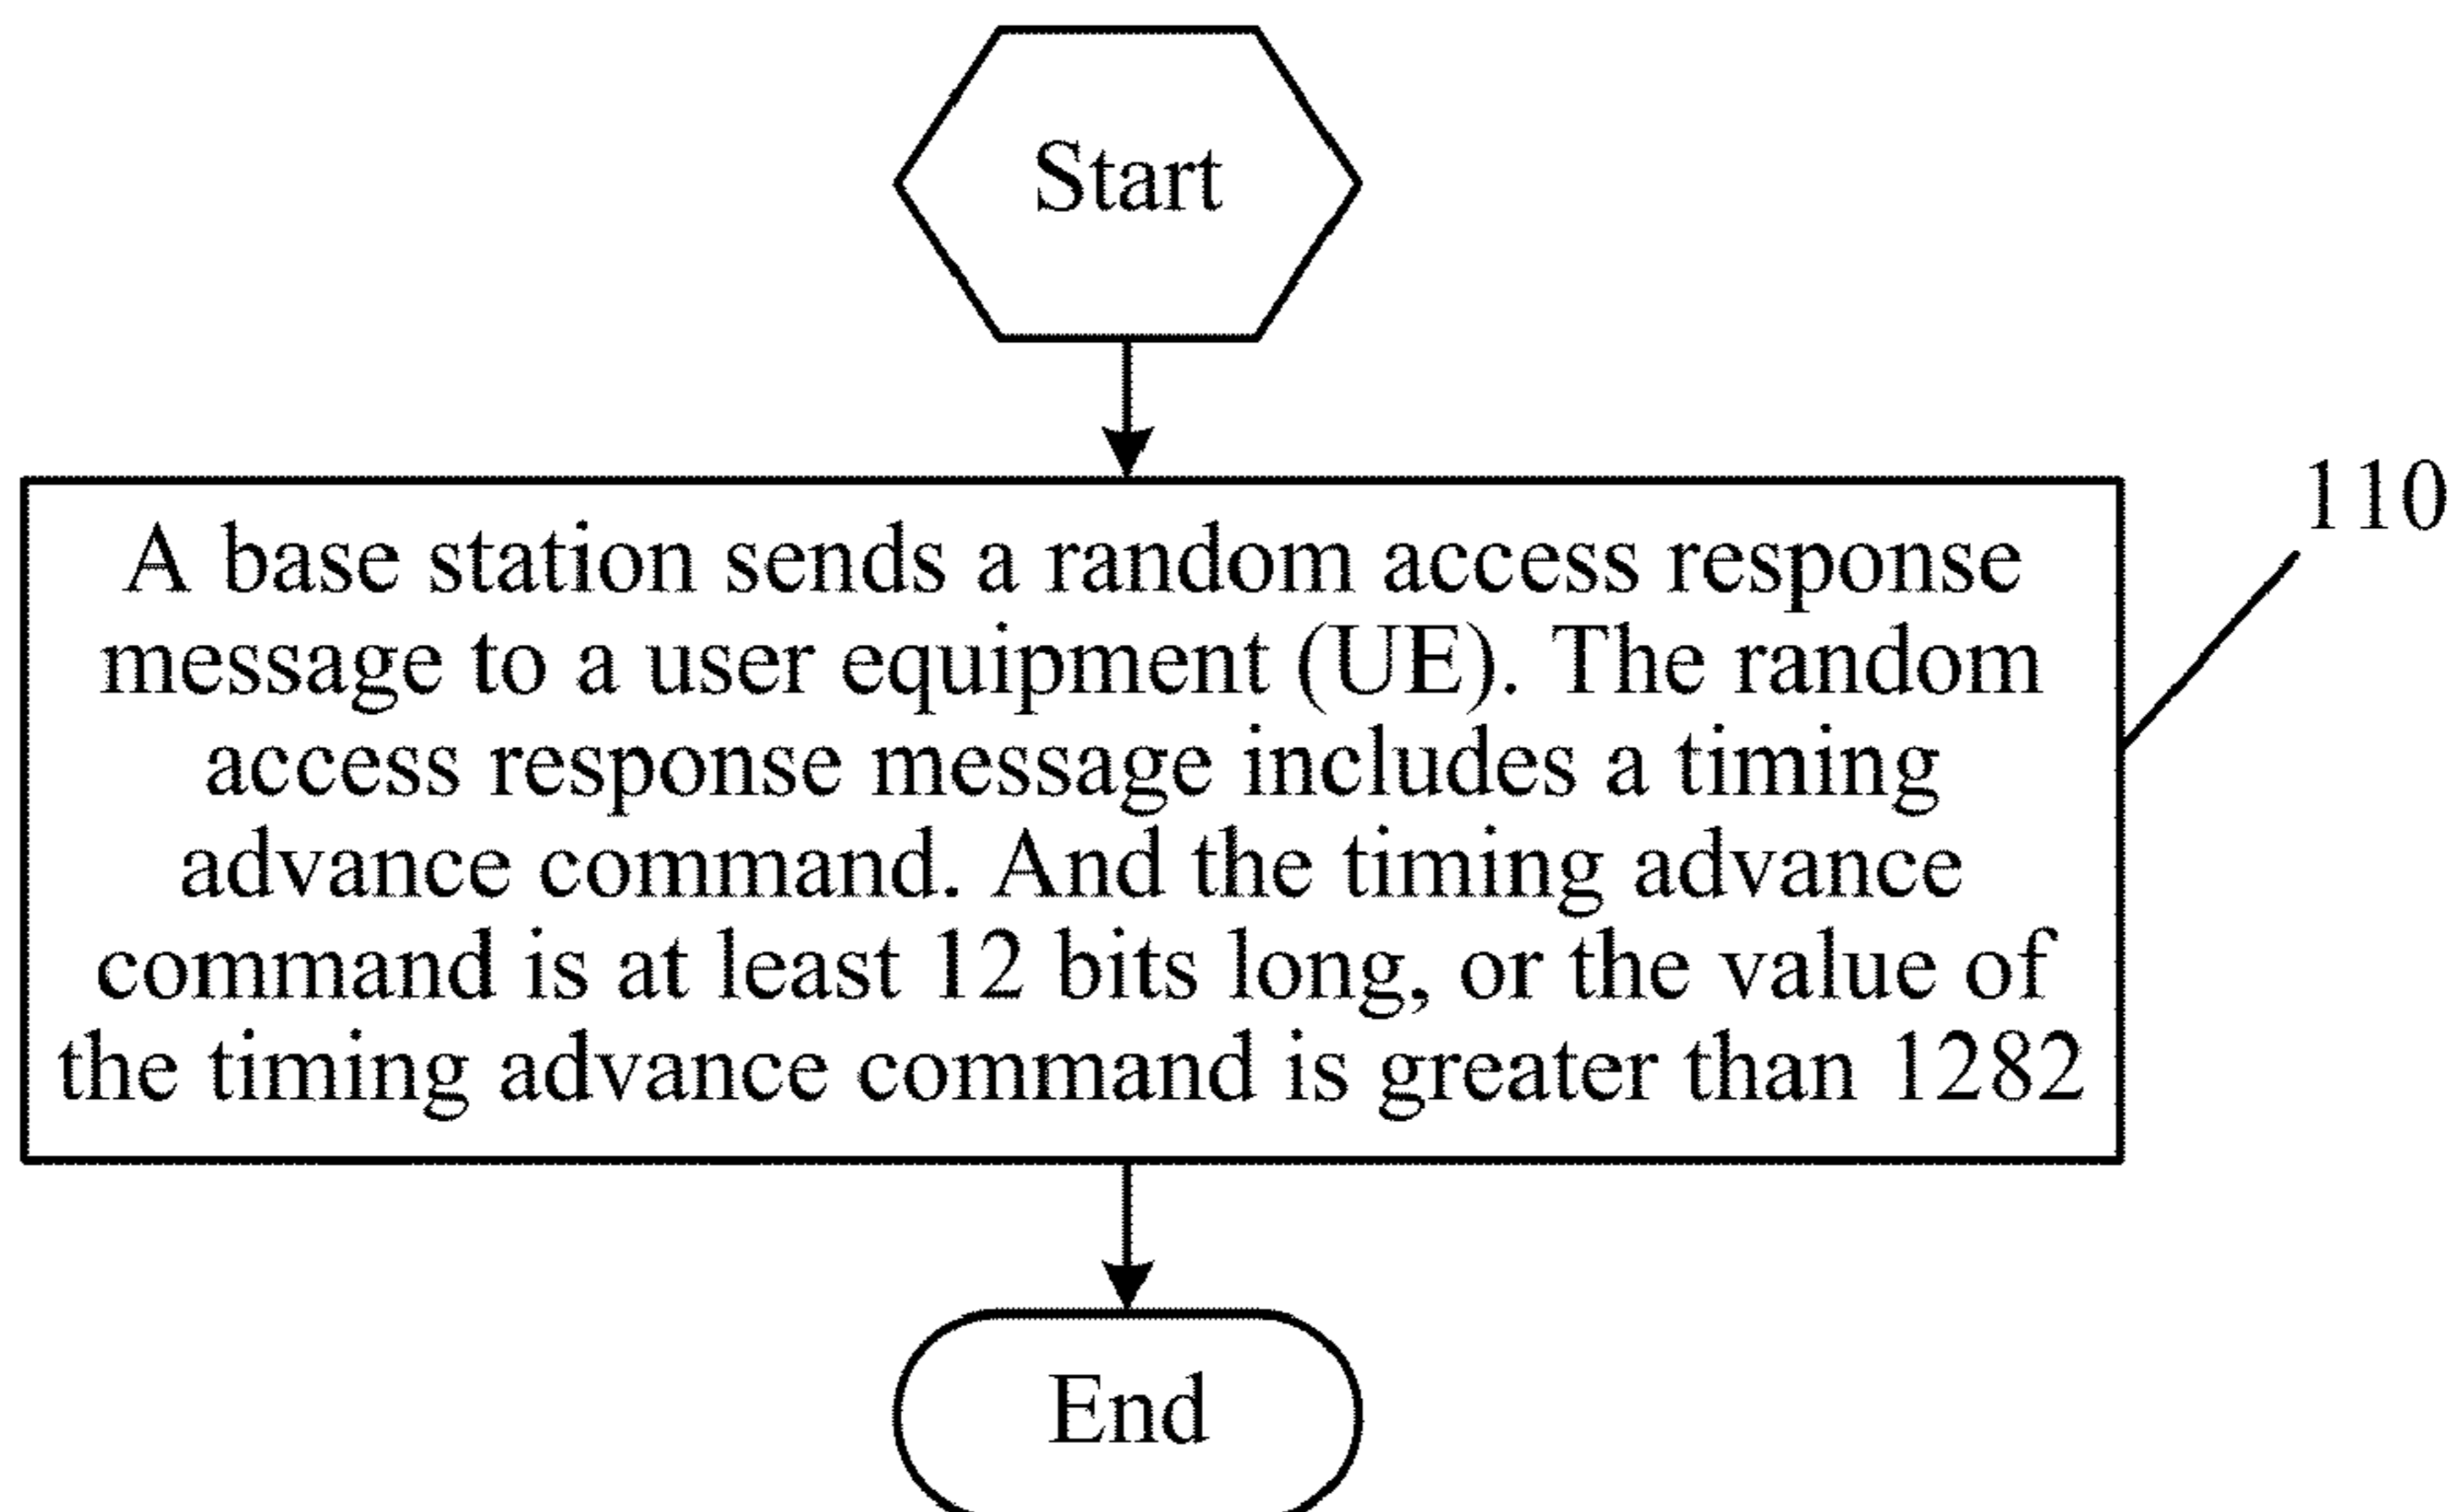 Start
110
A base station sends a random access response
message to a user equipment (UE). The random
access response message includes a timing
advance command. And the timing advance
command is at least 12 bits long, or the value of
the timing advance command is greater than 1282
End